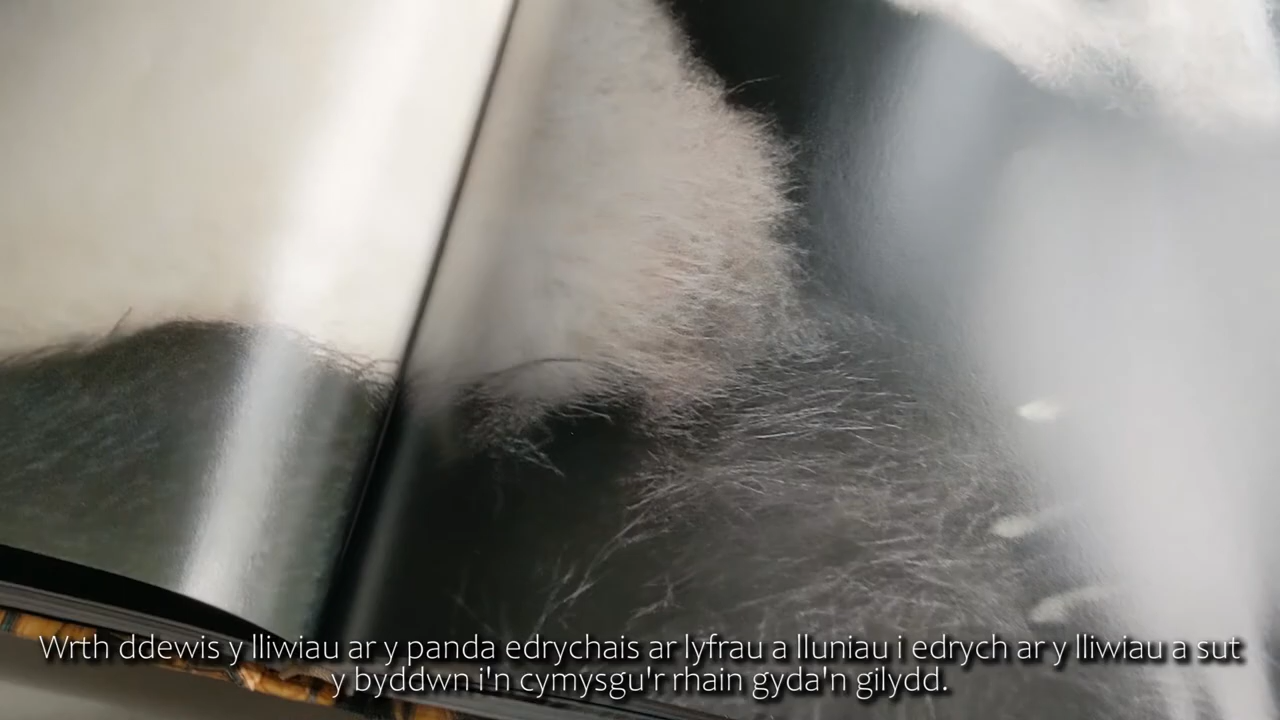 Wrth ddewis y lliwiau ar y panda edrychais ar lyfrau a lluniau i edrych ar y lliwiau a sut
y byddwn i'n cymysgu'r rhain gyda'n gilydd.